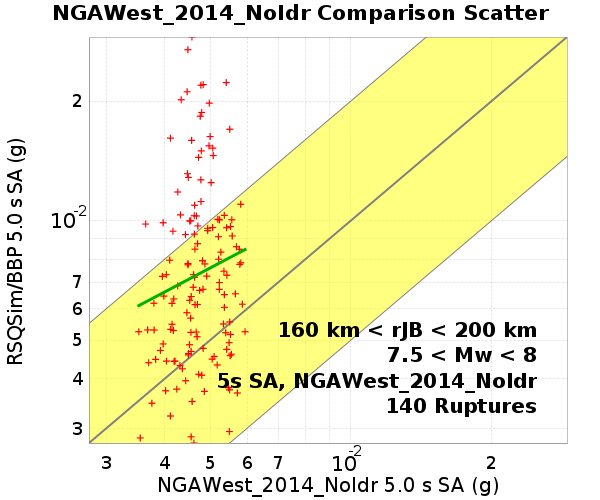 NGAWest_2014_NoIdr Comparison Scatter
RSQSim/BBP 5.0 s SA (g)
2
10-2
7
6
5
4
3
160 km < rJB < 200 km
7.5 < Mw < 8
5s SA, NGAWest_2014_NoIdr
140 Ruptures
3 4 5 6 7 10-2 2
NGAWest_2014_NoIdr 5.0 s SA (g)